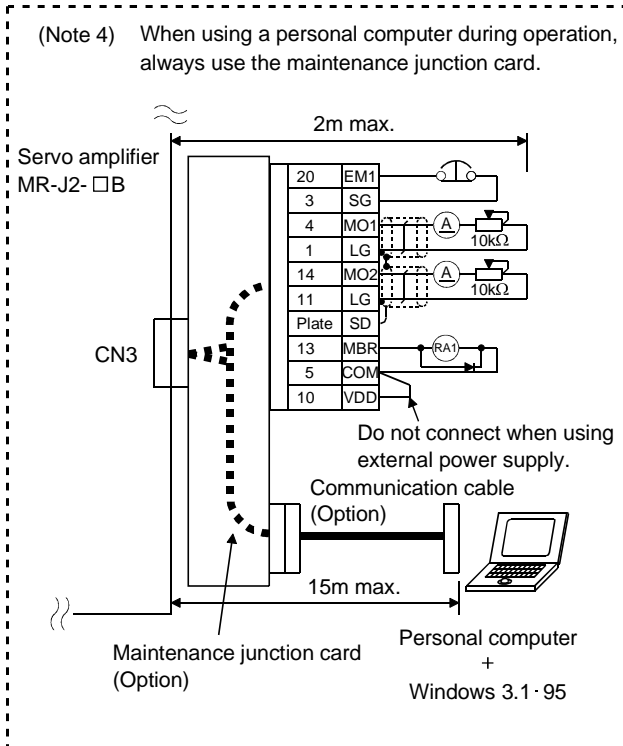 (Note 4) When using a personal computer during operation,
always use the maintenance junction card.
2m max.
Servo amplifier
MR-J2-□B
20 EM1
3 SG
4 MO1
A
10kΩ
1 LG
14 MO2
A
10kΩ
11 LG
Plate SD
CN3
13 MBR
RA1
5 COM
10 VDD
Do not connect when using
external power supply.
Communication cable
(Option)
15m max.
Maintenance junction card
(Option)
Personal computer
+
Windows 3.1·95